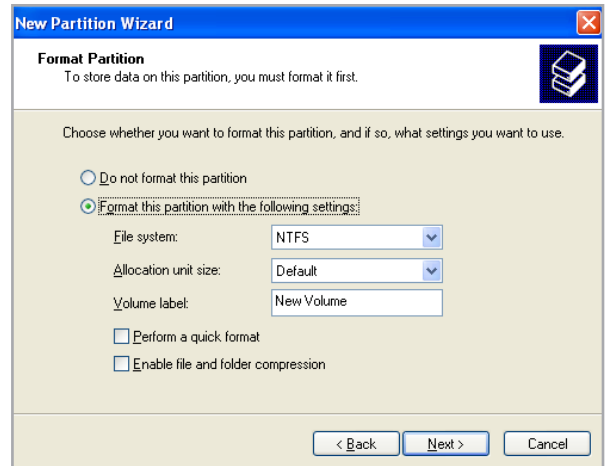 New Partition Wizard
Format Partition
To store data on this partition, you must format it first.
Choose whether you want to format this partition, and if so, what settings you want to use.
Do not format this partition
Format this partition with the following settings:
File system: NTFS
Allocation unit size: Default
Volume label: New Volume
Perform a quick format
Enable file and folder compression
< Back Next > Cancel